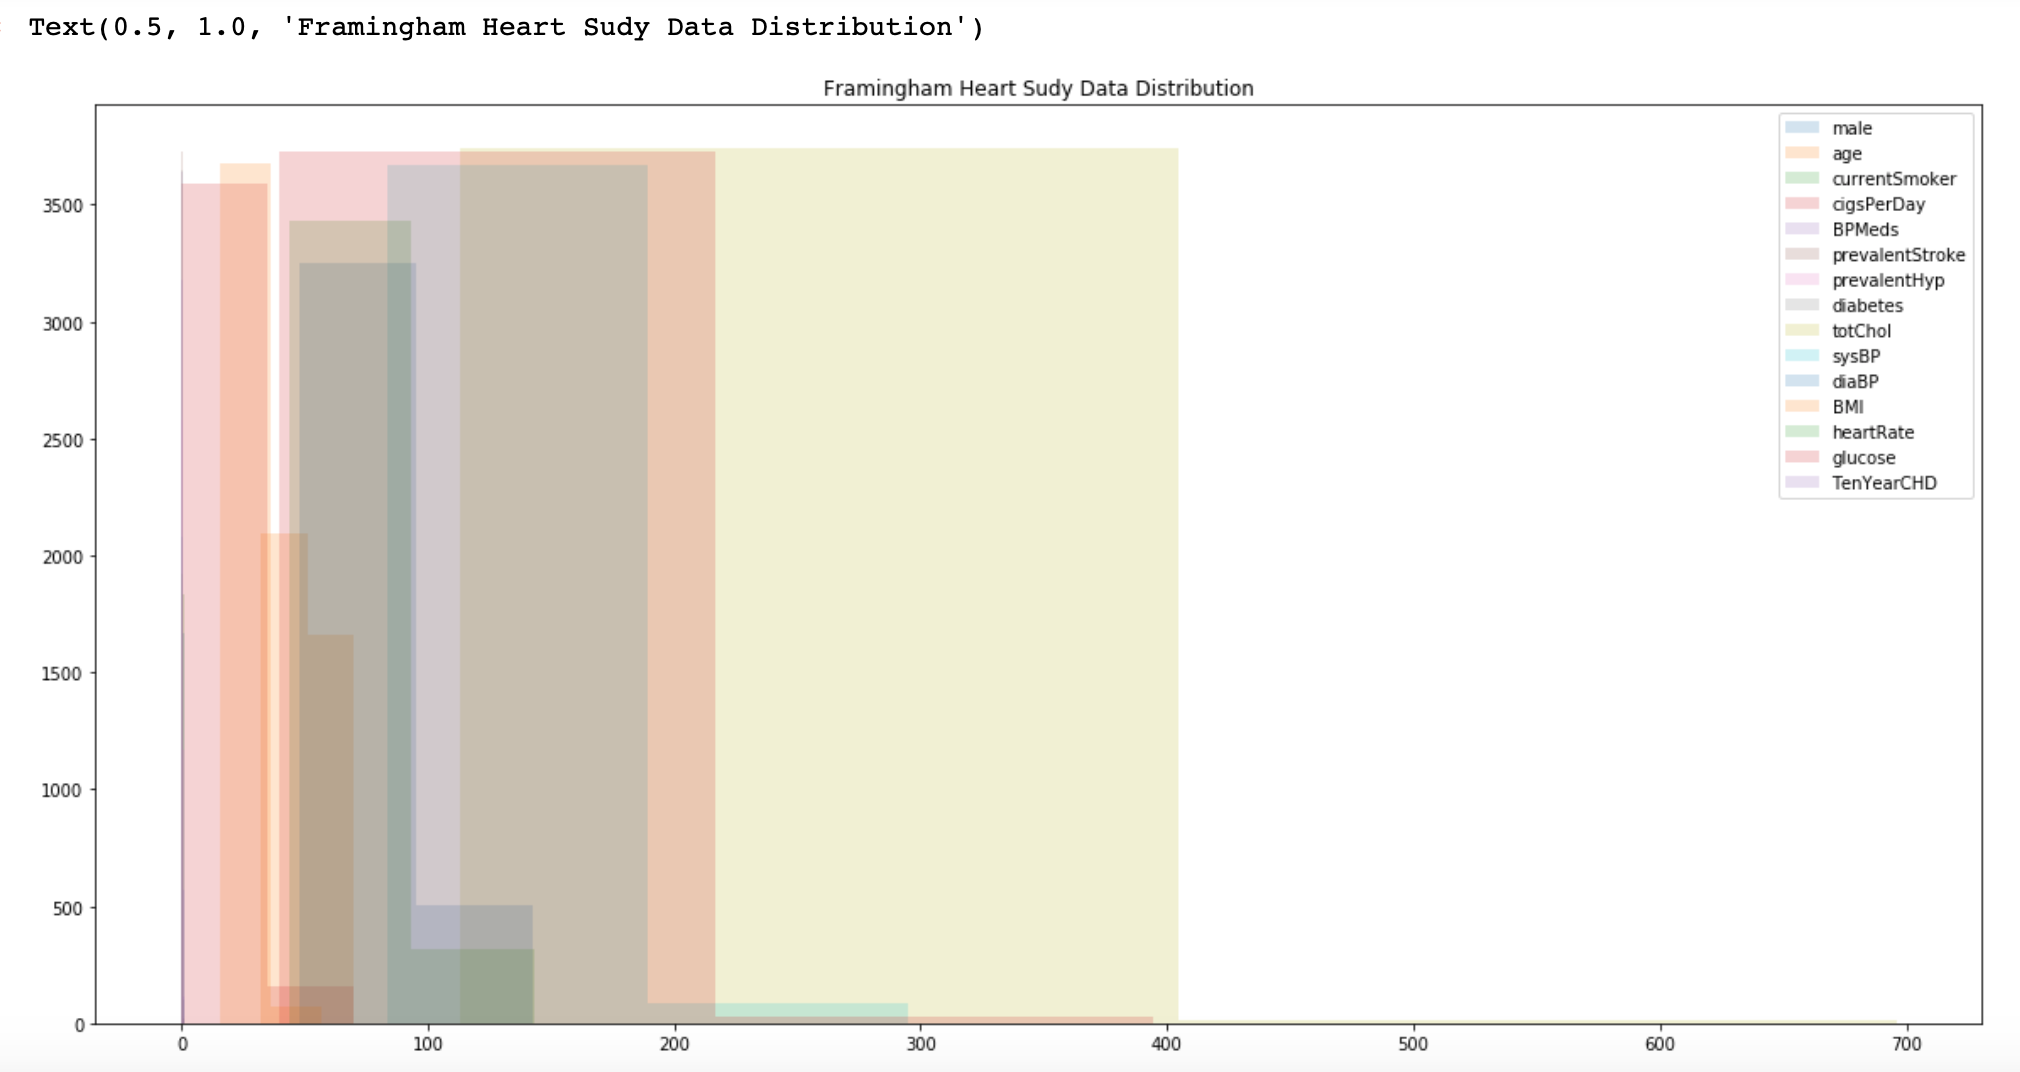 Text(0.5, 1.0, 'Framingham Heart Sudy Data Distribution')
Framingham Heart Sudy Data Distribution
male
age
currentSmoker
cigsPerDay
BPMeds
prevalentStroke
prevalentHyp
diabetes
totChol
sysBP
diaBP
BMI
heartRate
glucose
TenYearCHD
3500
3000
2500
2000
1500
1000
500
0
0 100 200 300 400 500 600 700